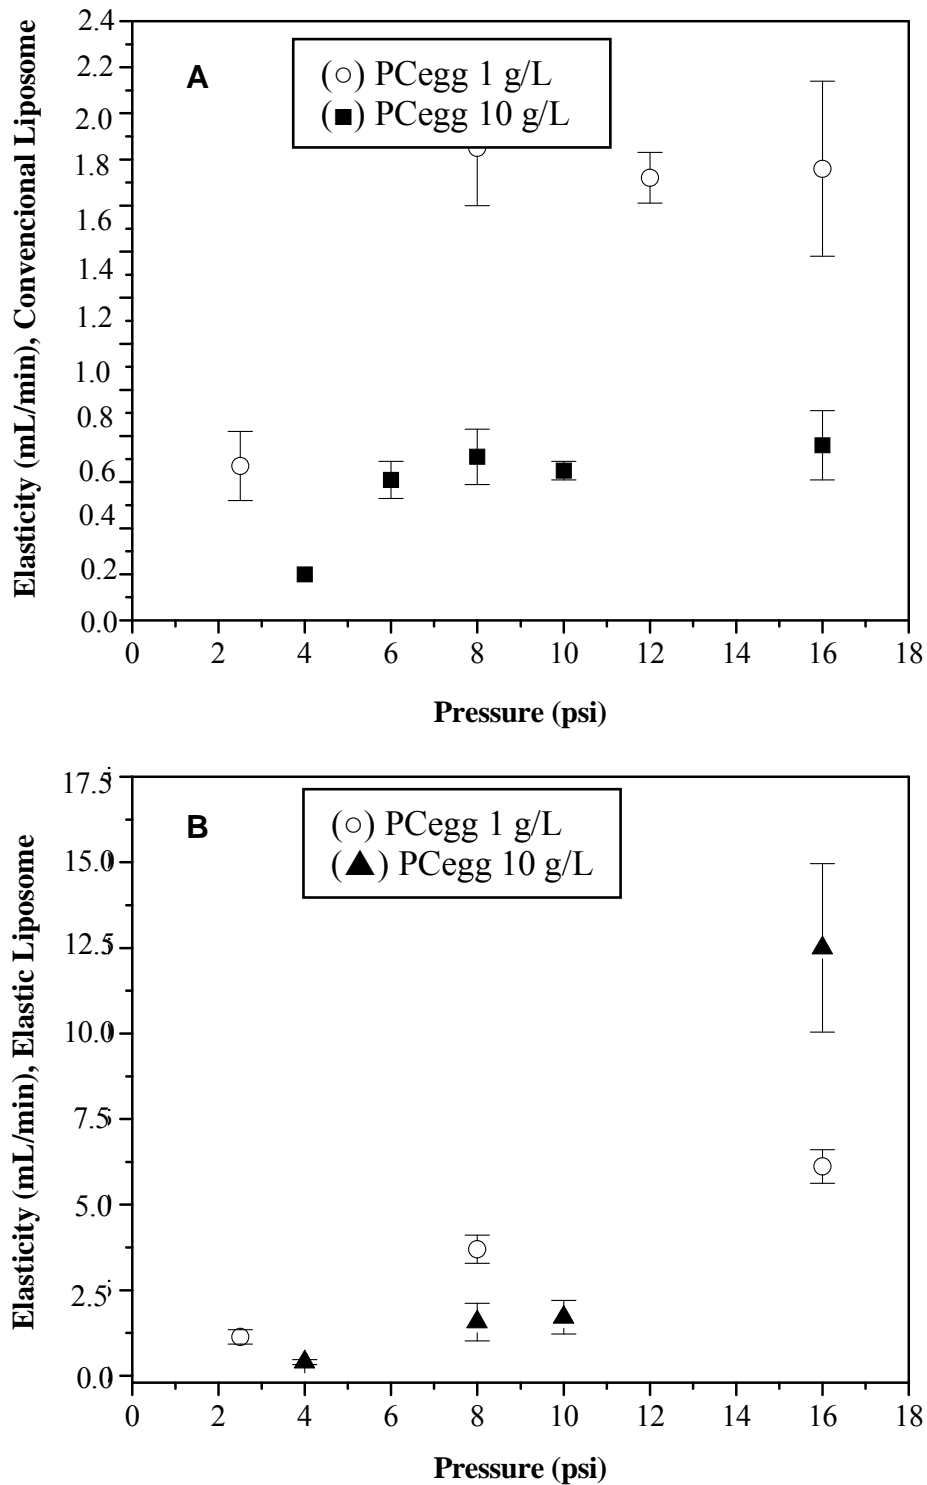 Elasticity (mL/min), Convencional Liposome
2.4
2.2
2.0
1.8
1.6
1.4
1.2
1.0
0.8
0.6
0.4
0.2
0.0
A
(○) PCegg 1 g/L
(■) PCegg 10 g/L
0 2 4 6 8 10 12 14 16 18
Pressure (psi)
Elasticity (mL/min), Elastic Liposome
17.5
15.0
12.5
10.0
7.5
5.0
2.5
0.0
B
(○) PCegg 1 g/L
(▲) PCegg 10 g/L
0 2 4 6 8 10 12 14 16 18
Pressure (psi)